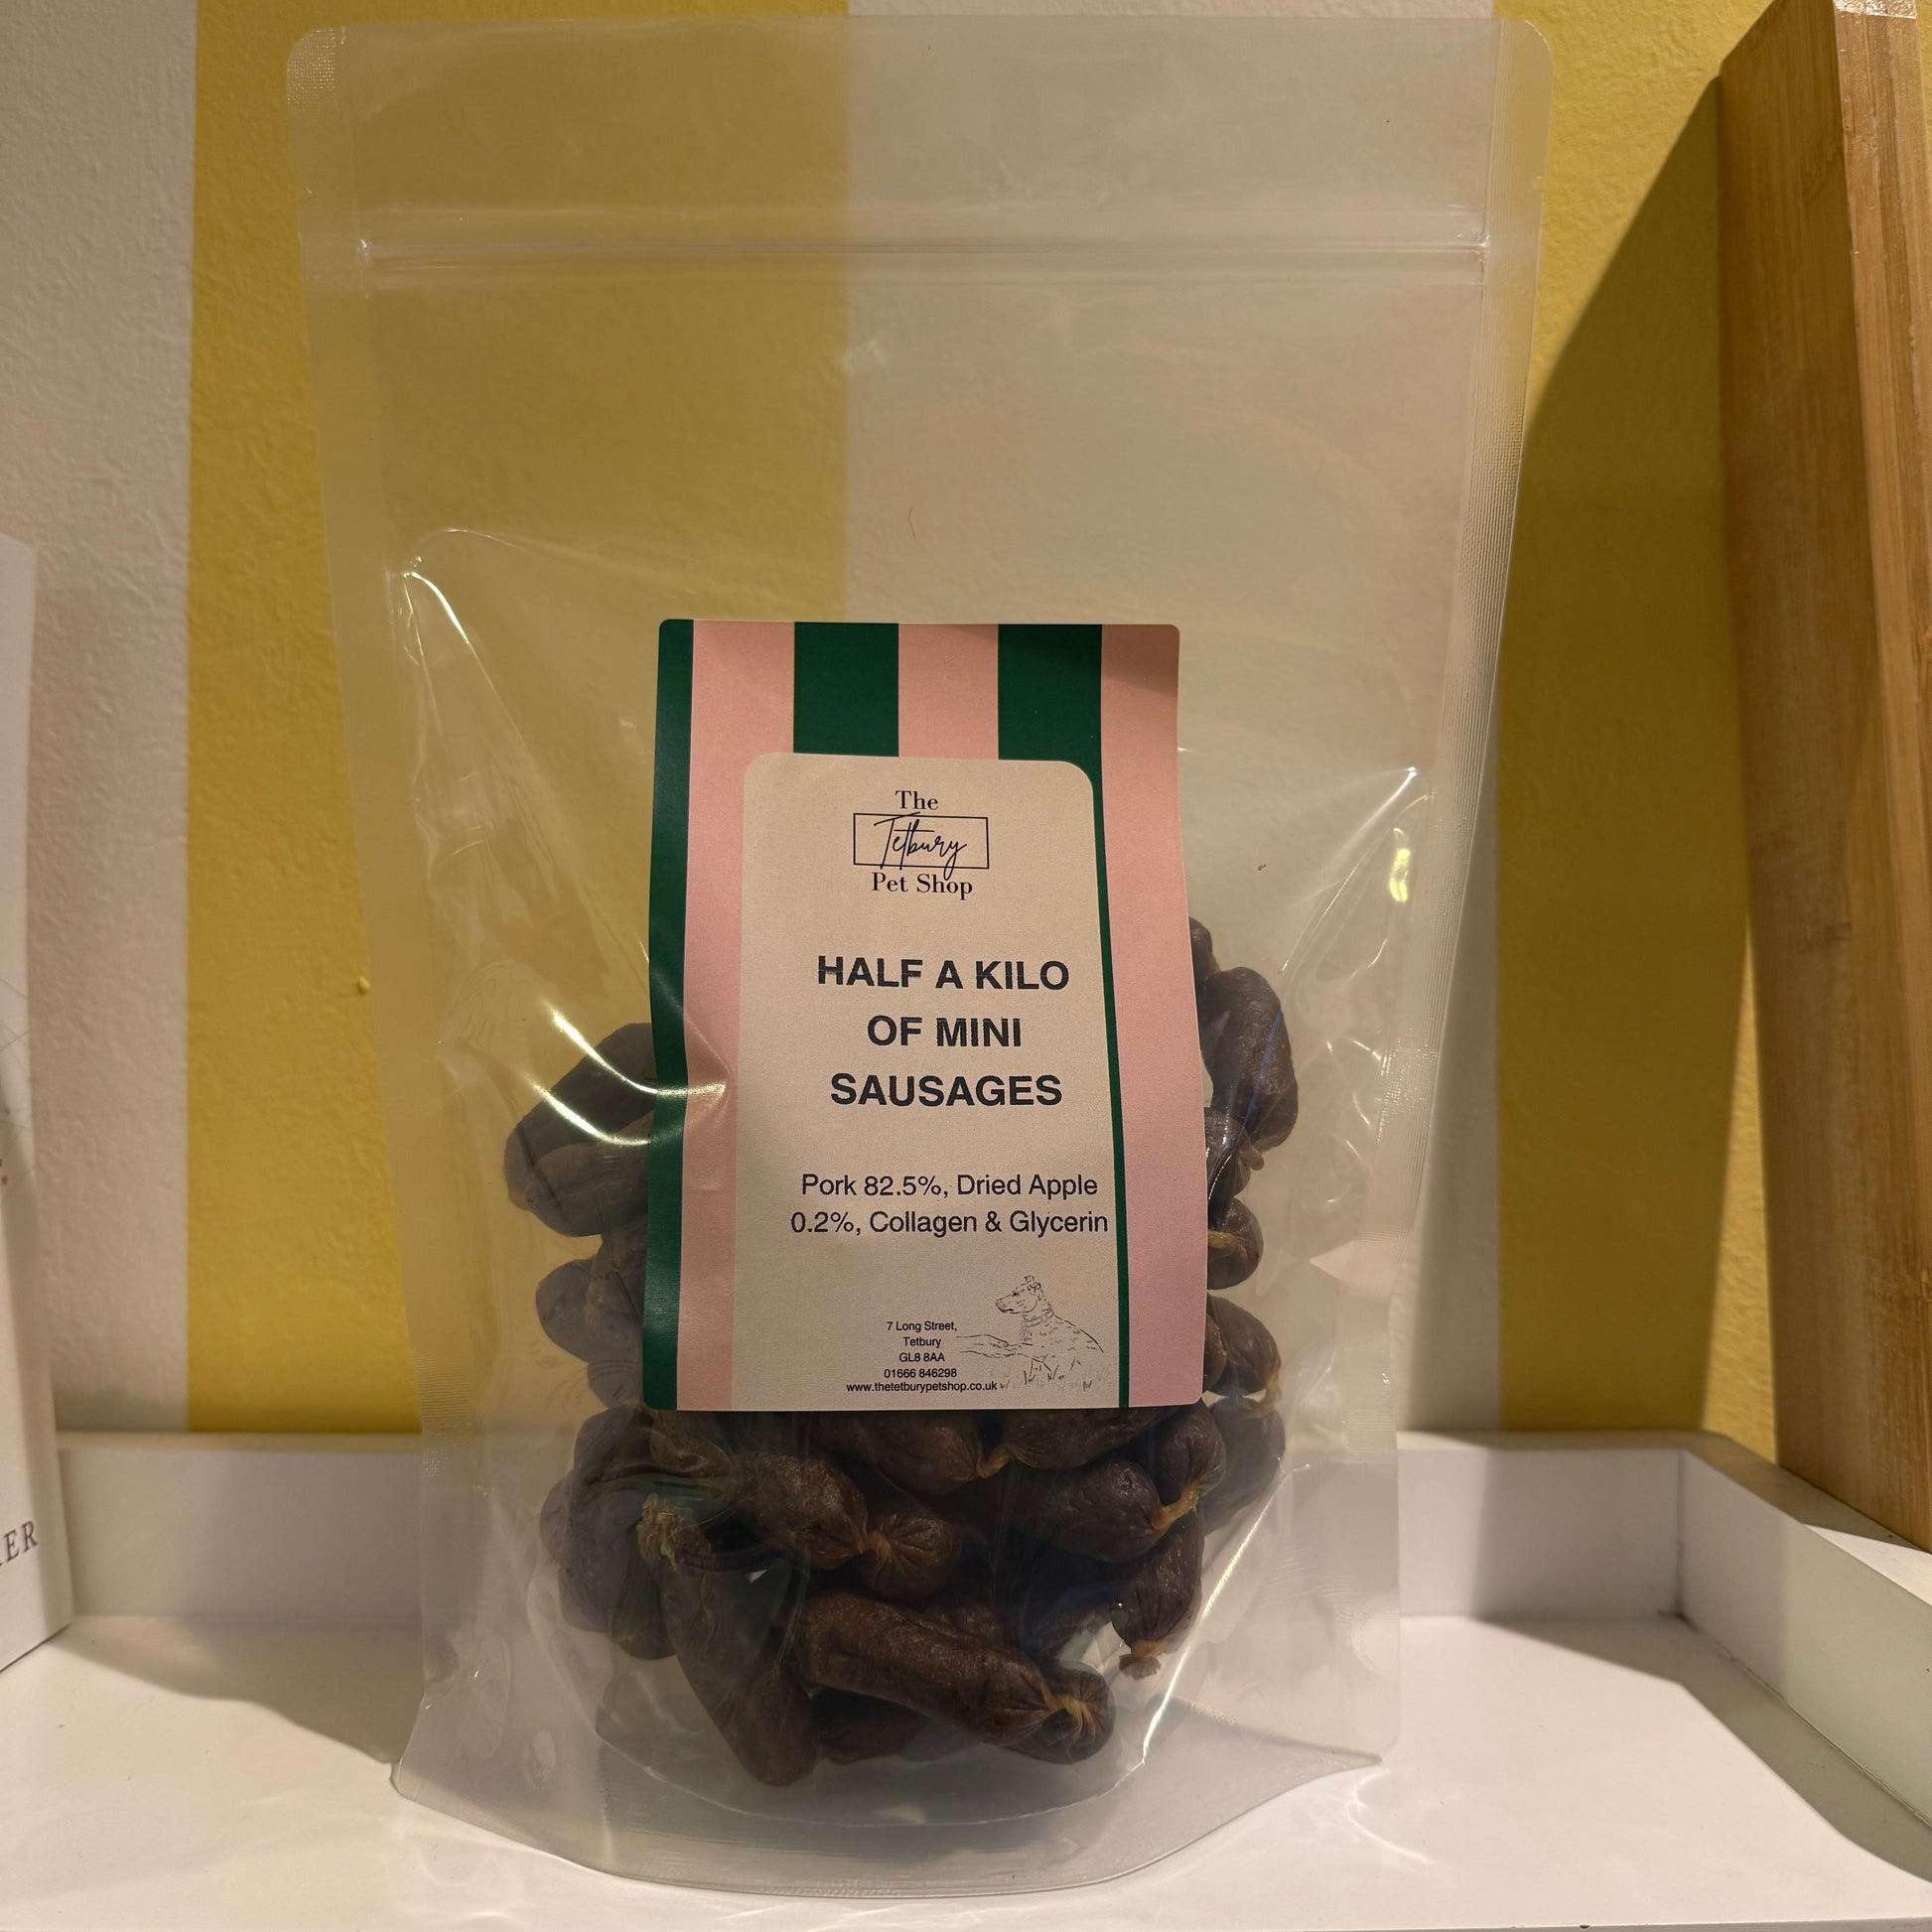 The
Tetbury
Pet Shop
HALF A KILO
OF MINI
SAUSAGES
Pork 82.5%, Dried Apple
0.2%, Collagen & Glycerin
7 Long Street,
Tetbury
GL8 8AA
01666 846298
www.thetetburypetshop.co.uk
ER